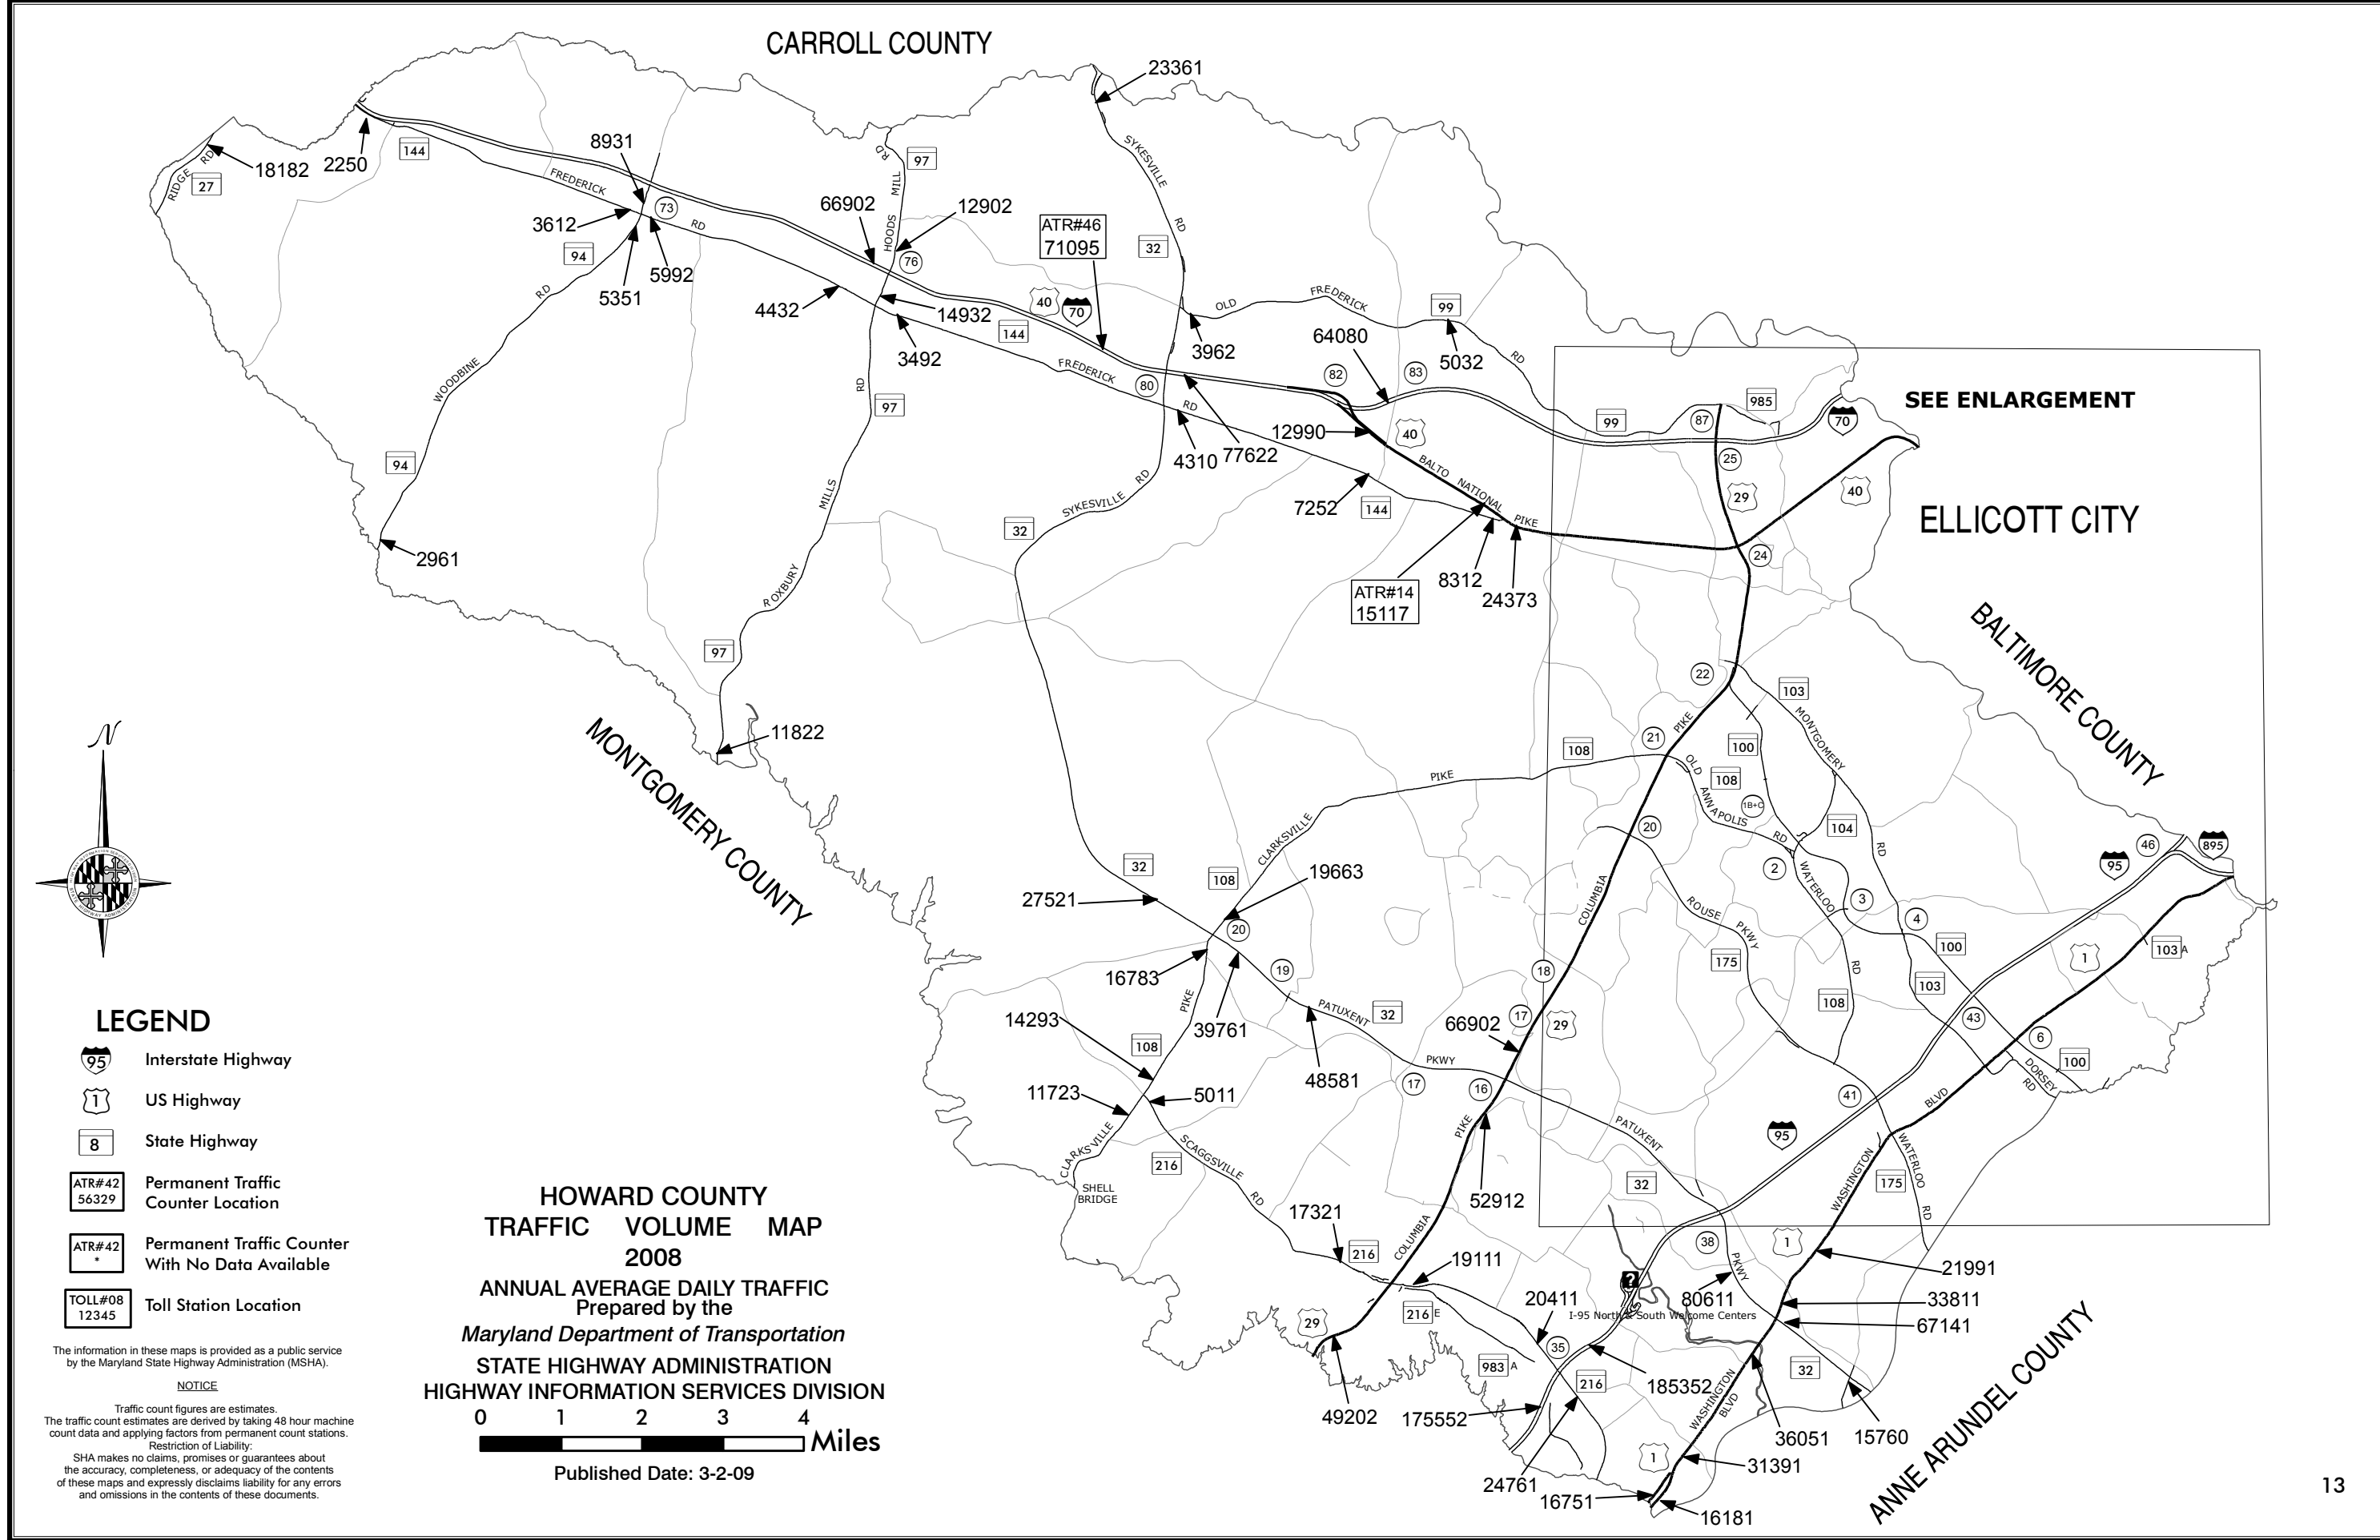 CARROLL COUNTY
23361
18182
2250
144
8931
RIDGE RD
27
FREDERICK
RD
3612
73
94
5351
5992
66902
12902
HOODS MILL RD
97
76
ATR#46
71095
SYKESVILLE
RD
32
4432
14932
3492
40
70
144
FREDERICK
RD
80
OLD FREDERICK
RD
99
3962
5032
64080
82
83
12990
40
4310
77622
7252
144
BALTO NATIONAL PIKE
ATR#14
15117
8312
24373
WOODBINE
RD
94
2961
RD
97
MILLS
ROXBURY
97
11822
SYKESVILLE RD
32
SEE ENLARGEMENT
99
87
985
70
25
29
40
24
ELLICOTT CITY
BALTIMORE COUNTY
MONTGOMERY COUNTY
22
103
MONTGOMERY
RD
21
PIKE
108
100
OLD
ANNAPOLIS
RD
108
1B+C
104
20
2
WATERLOO
RD
3
4
100
103
46
95
895
1
103 A
CLARKSVILLE
PIKE
32
108
19663
27521
20
16783
19
39761
PATUXENT
32
PKWY
48581
14293
PIKE
108
11723
5011
CLARKSVILLE
SHELL
BRIDGE
216
SCAGGSVILLE
RD
COLUMBIA
18
17
29
66902
17
16
PIKE
52912
ROUSE
PKWY
175
108
43
6
DORSEY
RD
100
41
BLVD
95
PATUXENT
32
WATERLOO
RD
175
WASHINGTON
17321
216
COLUMBIA
19111
29
216 E
20411
49202
983 A
35
38
PKWY
1
80611
I-95 North & South Welcome Centers
?
21991
33811
67141
185352
216
175552
32
WASHINGTON
BLVD
24761
16751
1
36051
15760
31391
16181
ANNE ARUNDEL COUNTY
N
LEGEND
95
Interstate Highway
1
US Highway
8
State Highway
ATR#42
56329
Permanent Traffic
Counter Location
ATR#42
*
Permanent Traffic Counter
With No Data Available
TOLL#08
12345
Toll Station Location
The information in these maps is provided as a public service
by the Maryland State Highway Administration (MSHA).
NOTICE
Traffic count figures are estimates.
The traffic count estimates are derived by taking 48 hour machine
count data and applying factors from permanent count stations.
Restriction of Liability:
SHA makes no claims, promises or guarantees about
the accuracy, completeness, or adequacy of the contents
of these maps and expressly disclaims liability for any errors
and omissions in the contents of these documents.
HOWARD COUNTY
TRAFFIC VOLUME MAP
2008
ANNUAL AVERAGE DAILY TRAFFIC
Prepared by the
Maryland Department of Transportation
STATE HIGHWAY ADMINISTRATION
HIGHWAY INFORMATION SERVICES DIVISION
0 1 2 3 4
Miles
Published Date: 3-2-09
13